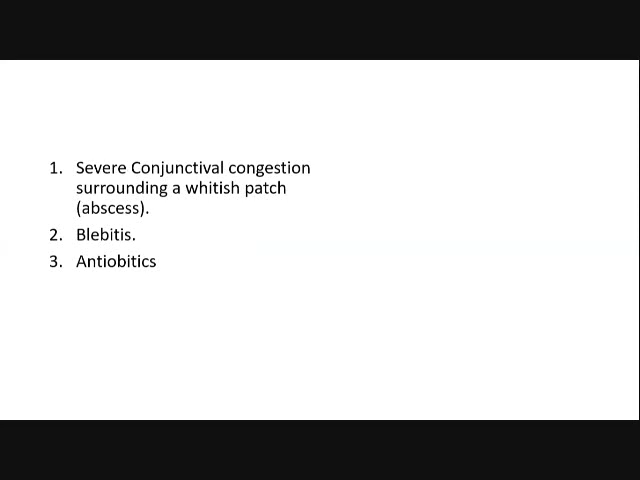 1. Severe Conjunctival congestion
surrounding a whitish patch
(abscess).
2. Blebitis.
3. Antiobitics